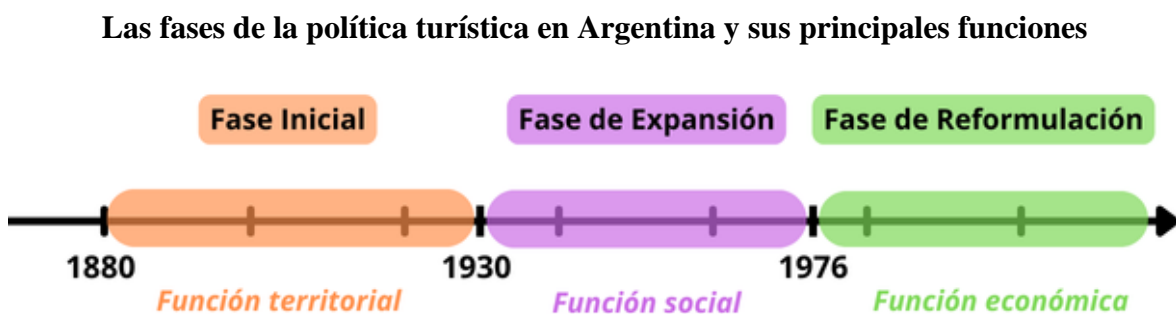 Las fases de la política turística en Argentina y sus principales funciones
Fase Inicial
Fase de Expansión
Fase de Reformulación
1880
1930
1976
Función territorial
Función social
Función económica